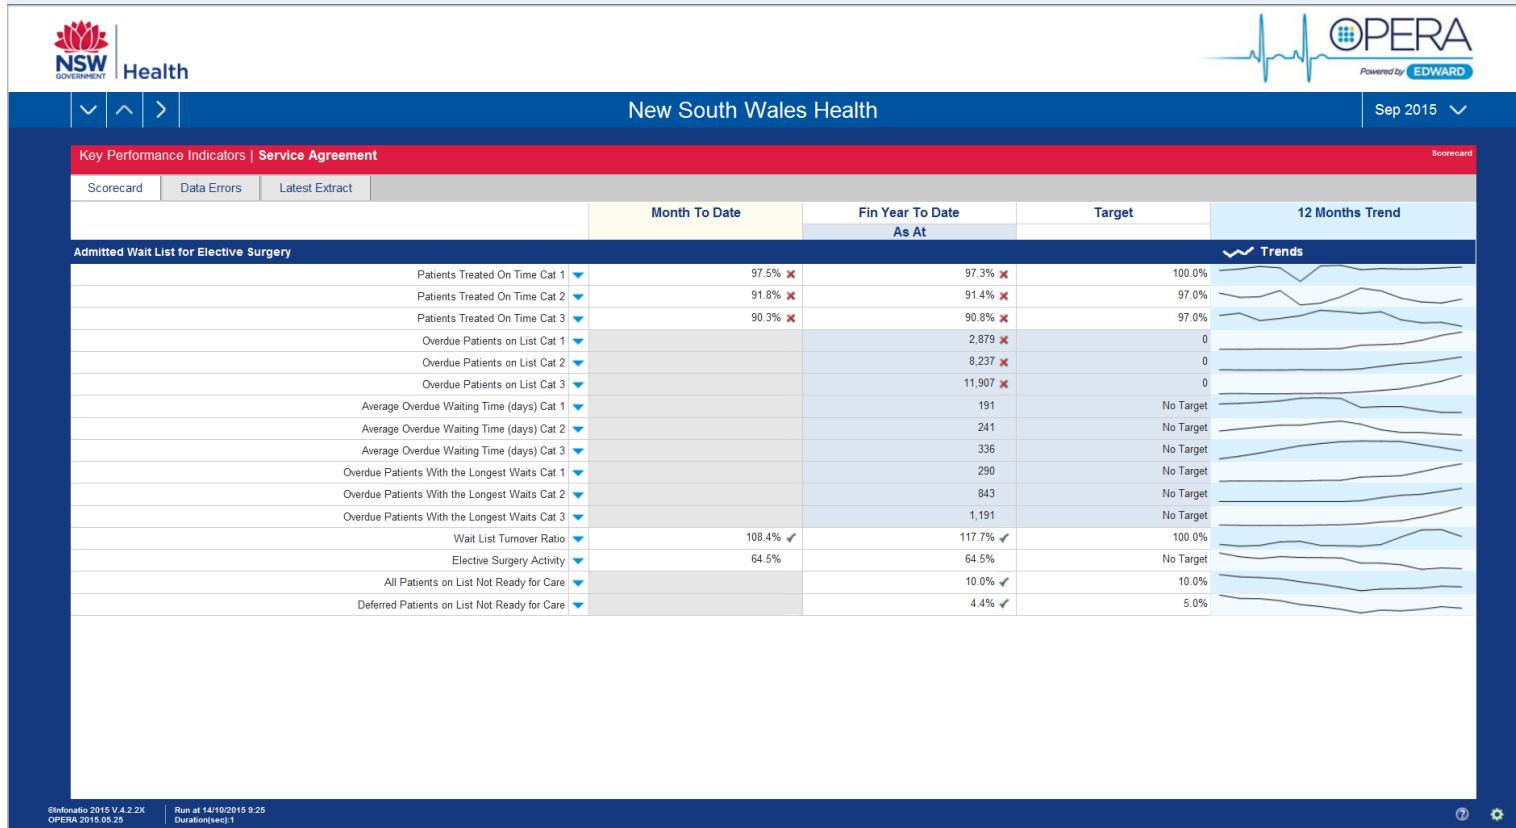 NSW
GOVERNMENT
Health
OPERA
Powered by EDWARD
New South Wales Health
Sep 2015
Key Performance Indicators | Service Agreement
Scorecard
Scorecard Data Errors Latest Extract
Month To Date Fin Year To Date Target 12 Months Trend
As At
Admitted Wait List for Elective Surgery Trends
Patients Treated On Time Cat 1 97.5% 97.3% 100.0%
Patients Treated On Time Cat 2 91.8% 91.4% 97.0%
Patients Treated On Time Cat 3 90.3% 90.8% 97.0%
Overdue Patients on List Cat 1 2,879 0
Overdue Patients on List Cat 2 8,237 0
Overdue Patients on List Cat 3 11,907 0
Average Overdue Waiting Time (days) Cat 1 191 No Target
Average Overdue Waiting Time (days) Cat 2 241 No Target
Average Overdue Waiting Time (days) Cat 3 336 No Target
Overdue Patients With the Longest Waits Cat 1 290 No Target
Overdue Patients With the Longest Waits Cat 2 843 No Target
Overdue Patients With the Longest Waits Cat 3 1,191 No Target
Wait List Turnover Ratio 108.4% 117.7% 100.0%
Elective Surgery Activity 64.5% 64.5% No Target
All Patients on List Not Ready for Care 10.0% 10.0%
Deferred Patients on List Not Ready for Care 4.4% 5.0%
©Infonatio 2015 V.4.2.2X Run at 14/10/2015 9:25
OPERA 2015.05.25 Duration(sec):1